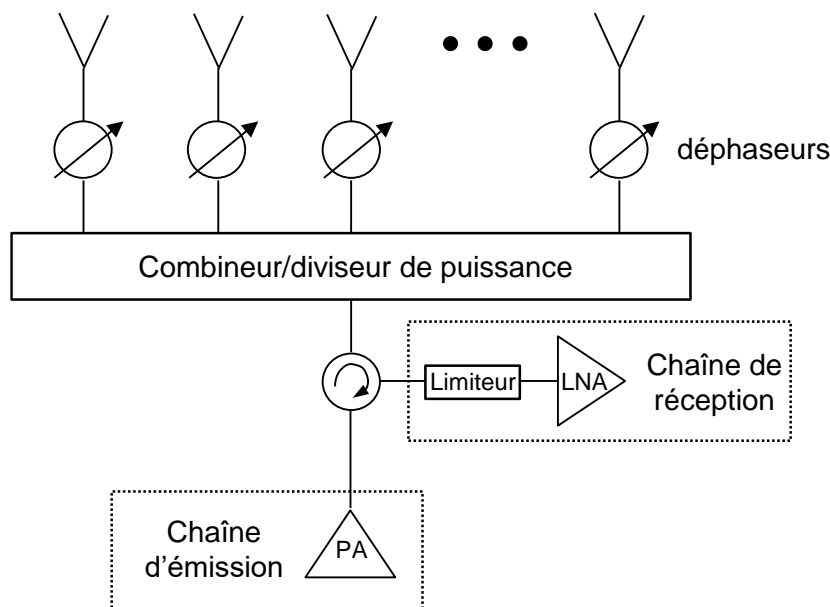 déphaseurs
Combineur/diviseur de puissance
Limiteur
LNA
Chaîne de
réception
Chaîne
d'émission
PA